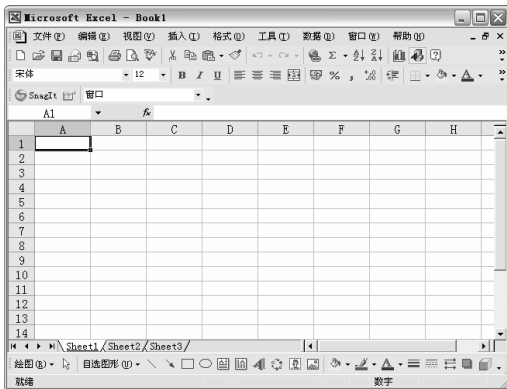 Microsoft Excel - Book1
文件(F) 编辑(E) 视图(V) 插入(I) 格式(O) 工具(T) 数据(D) 窗口(W) 帮助(H)
宋体 12 B I U % ,
SnagIt 窗口
A1 fx
A B C D E F G H
1
2
3
4
5
6
7
8
9
10
11
12
13
14
Sheet1 Sheet2 Sheet3
绘图(R) 自选图形(U)
就绪 数字